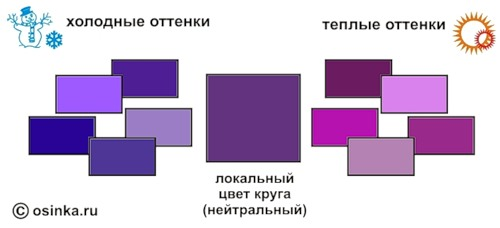 холодные оттенки
теплые оттенки
локальный
цвет круга
(нейтральный)
© osinka.ru